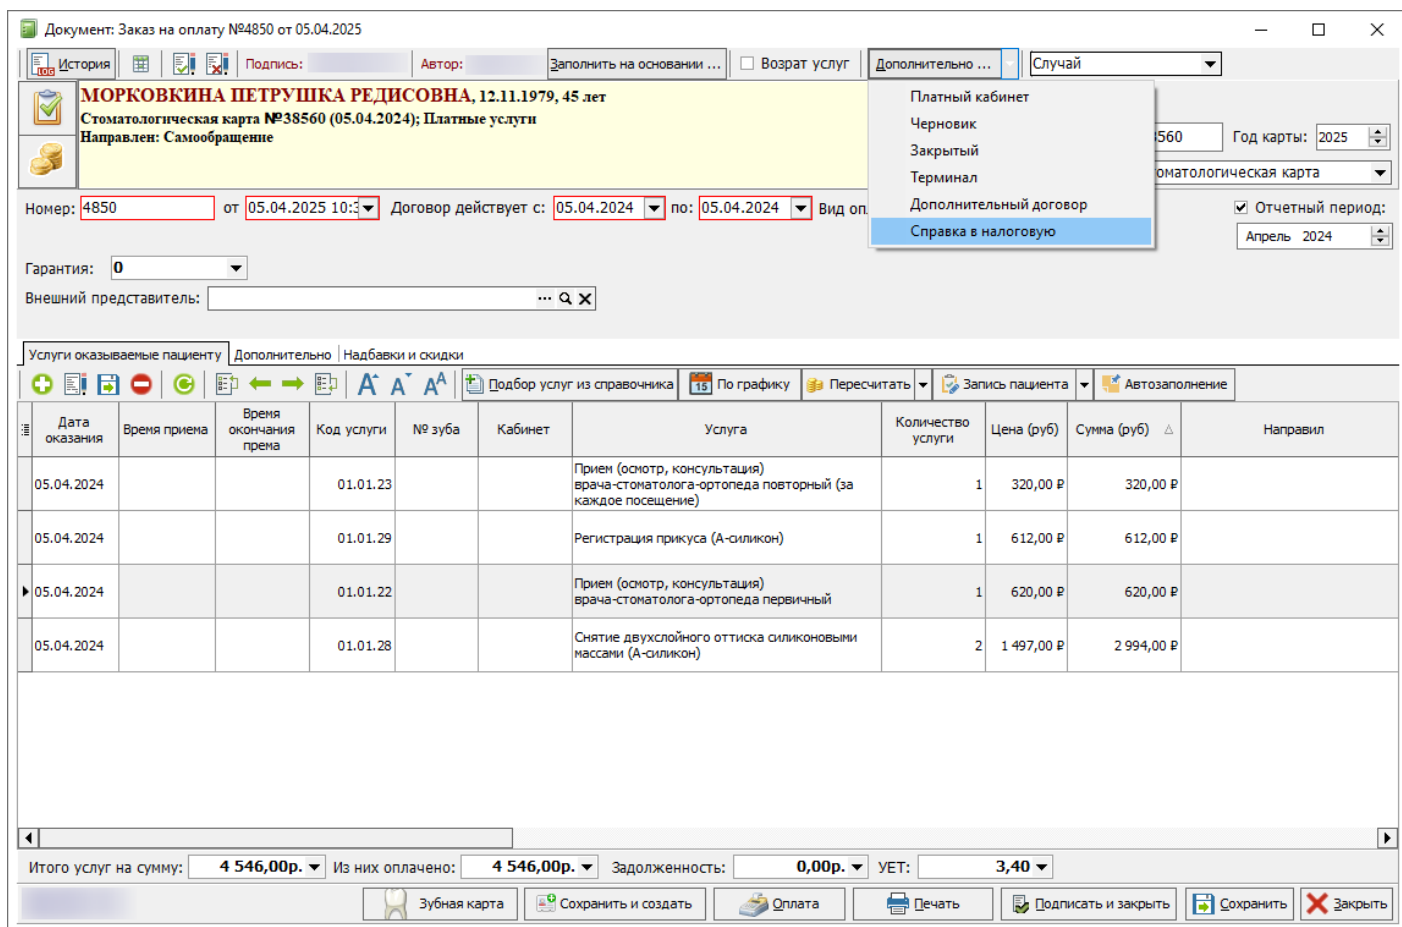 Документ: Заказ на оплату №4850 от 05.04.2025
История
Подпись:
Автор:
Заполнить на основании ...
Возрат услуг
Дополнительно ...
Случай
МОРКОВКИНА ПЕТРУШКА РЕДИСОВНА, 12.11.1979, 45 лет
Стоматологическая карта №38560 (05.04.2024); Платные услуги
Направлен: Самообращение
Платный кабинет
Черновик
Закрытый
Терминал
Дополнительный договор
Справка в налоговую
Год карты: 2025
Номер: 4850 от 05.04.2025 10:3 Договор действует с: 05.04.2024 по: 05.04.2024 Вид оп
Отчетный период:
Апрель 2024
Гарантия: 0
Внешний представитель:
Услуги оказываемые пациенту Дополнительно Надбавки и скидки
15
Подбор услуг из справочника По графику Пересчитать Запись пациента Автозаполнение
Дата оказания Время приема Время окончания према Код услуги № зуба Кабинет Услуга Количество услуги Цена (руб) Сумма (руб) Направил
05.04.2024 01.01.23 Прием (осмотр, консультация) врача-стоматолога-ортопеда повторный (за каждое посещение) 1 320,00 ₽ 320,00 ₽
05.04.2024 01.01.29 Регистрация прикуса (А-силикон) 1 612,00 ₽ 612,00 ₽
05.04.2024 01.01.22 Прием (осмотр, консультация) врача-стоматолога-ортопеда первичный 1 620,00 ₽ 620,00 ₽
05.04.2024 01.01.28 Снятие двухслойного оттиска силиконовыми массами (А-силикон) 2 1 497,00 ₽ 2 994,00 ₽
Итого услуг на сумму: 4 546,00р. Из них оплачено: 4 546,00р. Задолженность: 0,00р. УЕТ: 3,40
Зубная карта Сохранить и создать Оплата Печать Подписать и закрыть Сохранить Закрыть